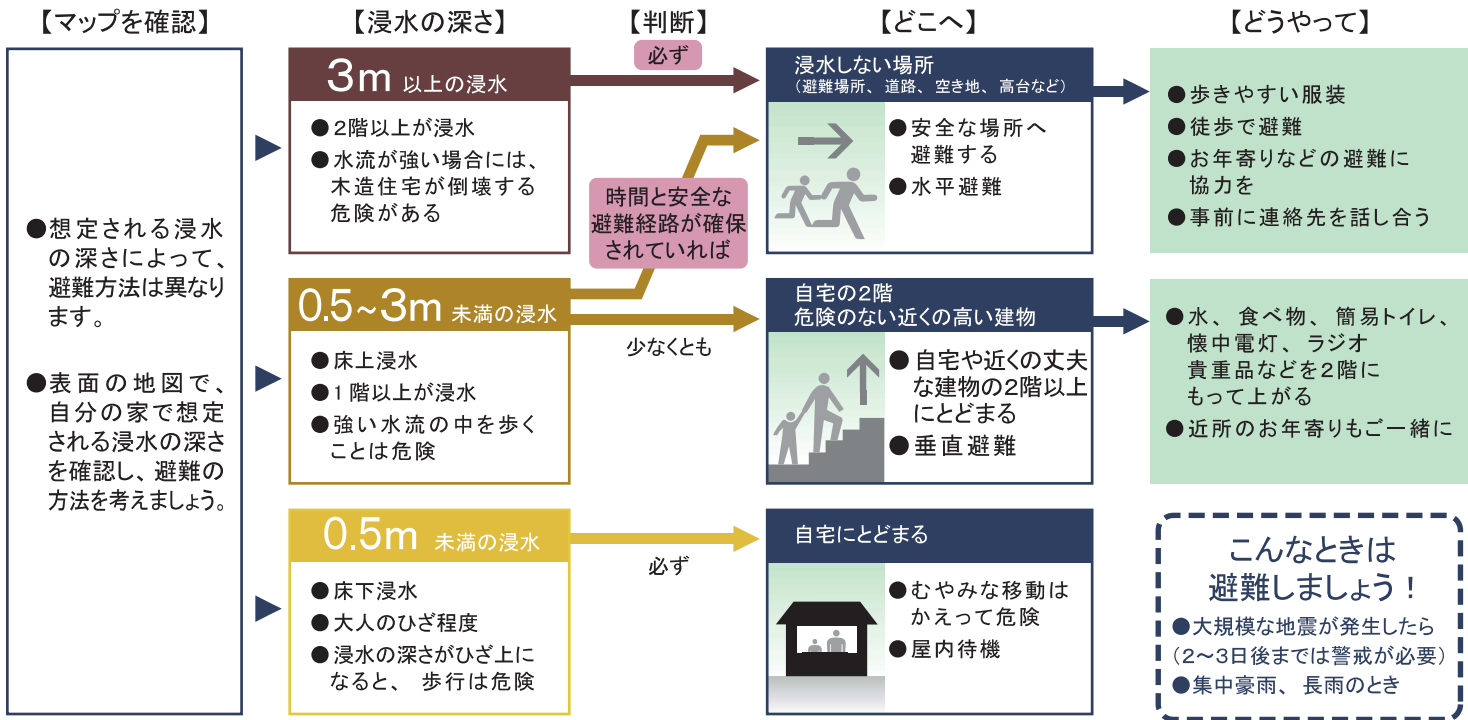 【マップを確認】
【浸水の深さ】
【判断】
【どこへ】
【どうやって】
●想定される浸水
の深さによって、
避難方法は異なり
ます。
●表面の地図で、
自分の家で想定
される浸水の深さ
を確認し、避難の
方法を考えましょう。
3m 以上の浸水
●2階以上が浸水
●水流が強い場合には、
木造住宅が倒壊する
危険がある
必ず
浸水しない場所
（避難場所、道路、空き地、高台など）
●安全な場所へ
避難する
●水平避難
●歩きやすい服装
●徒歩で避難
●お年寄りなどの避難に
協力を
●事前に連絡先を話し合う
時間と安全な
避難経路が確保
されていれば
0.5~3m 未満の浸水
●床上浸水
●1階以上が浸水
●強い水流の中を歩く
ことは危険
少なくとも
自宅の2階
危険のない近くの高い建物
●自宅や近くの丈夫
な建物の2階以上
にとどまる
●垂直避難
●水、食べ物、簡易トイレ、
懐中電灯、ラジオ
貴重品などを2階に
もって上がる
●近所のお年寄りもご一緒に
0.5m 未満の浸水
●床下浸水
●大人のひざ程度
●浸水の深さがひざ上に
なると、歩行は危険
必ず
自宅にとどまる
●むやみな移動は
かえって危険
●屋内待機
こんなときは
避難しましょう！
●大規模な地震が発生したら
（2～3日後までは警戒が必要）
●集中豪雨、長雨のとき